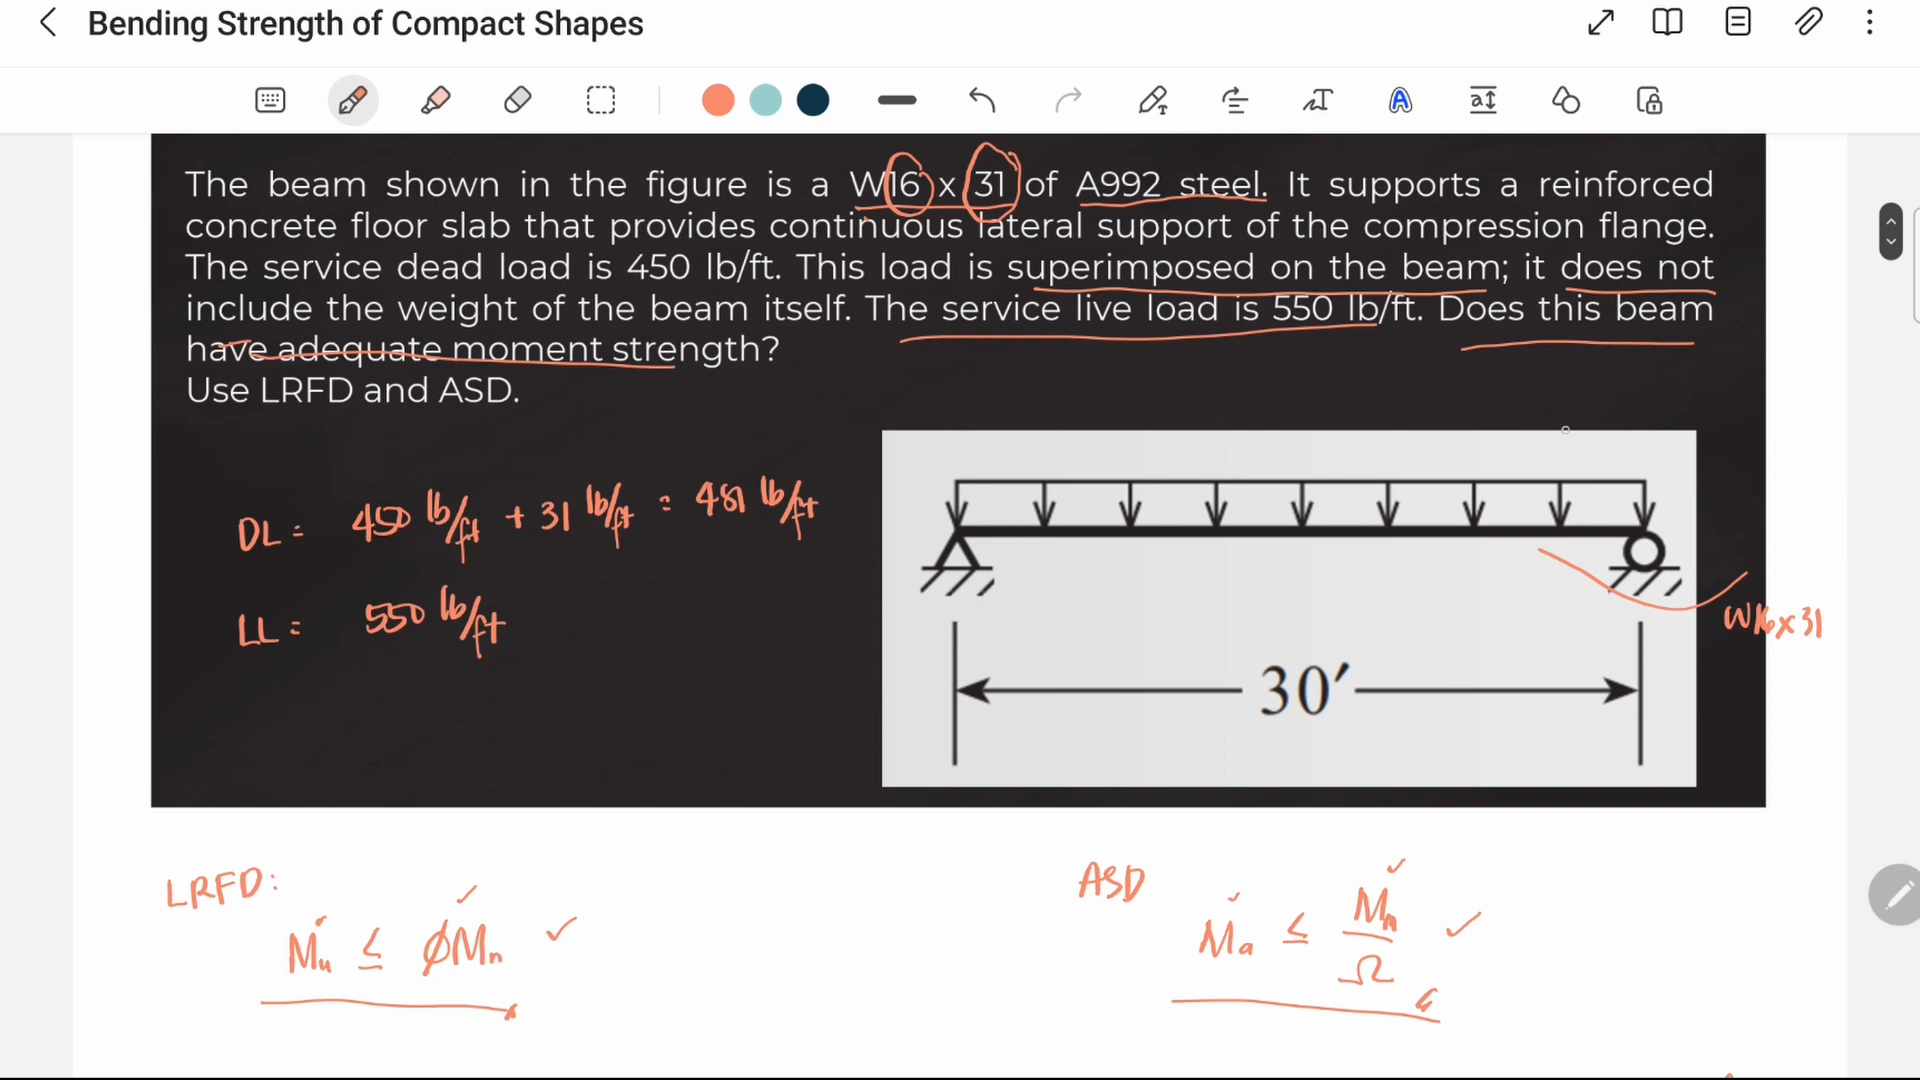 Bending Strength of Compact Shapes
The beam shown in the figure is a W16 x 31 of A992 steel. It supports a reinforced
concrete floor slab that provides continuous lateral support of the compression flange.
The service dead load is 450 lb/ft. This load is superimposed on the beam; it does not
include the weight of the beam itself. The service live load is 550 lb/ft. Does this beam
have adequate moment strength?
Use LRFD and ASD.
DL = 450 lb/ft + 31 lb/ft = 481 lb/ft
LL = 550 lb/ft
W16x31
30′
LRFD:
Mu ≤ ØMn ✓
ASD
Ma ≤ Mn/Ω ✓